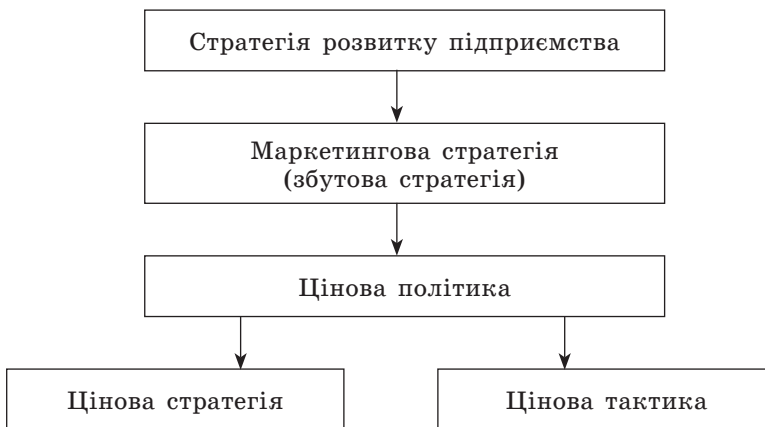 Стратегія розвитку підприємства
Маркетингова стратегія
(збутова стратегія)
Цінова політика
Цінова стратегія
Цінова тактика